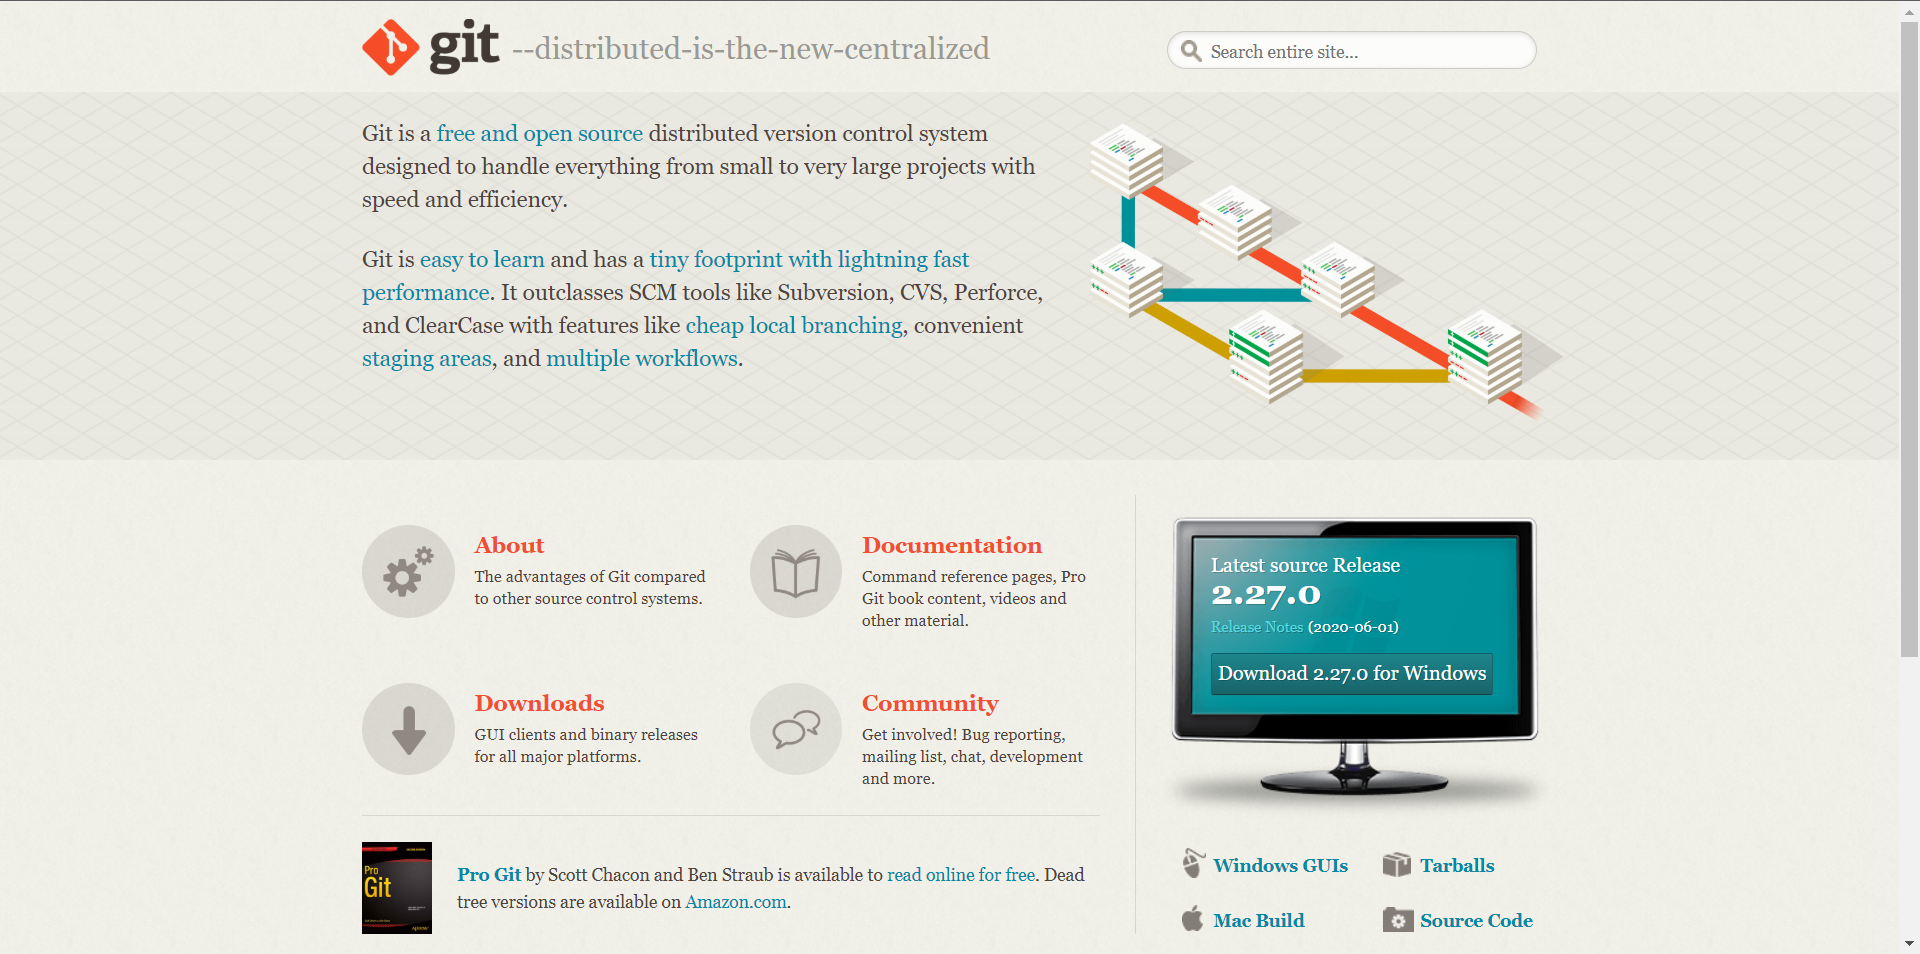 git --distributed-is-the-new-centralized
Search entire site...
Git is a free and open source distributed version control system
designed to handle everything from small to very large projects with
speed and efficiency.
Git is easy to learn and has a tiny footprint with lightning fast
performance. It outclasses SCM tools like Subversion, CVS, Perforce,
and ClearCase with features like cheap local branching, convenient
staging areas, and multiple workflows.
About
The advantages of Git compared
to other source control systems.
Documentation
Command reference pages, Pro
Git book content, videos and
other material.
Downloads
GUI clients and binary releases
for all major platforms.
Community
Get involved! Bug reporting,
mailing list, chat, development
and more.
Pro
Git
Pro Git by Scott Chacon and Ben Straub is available to read online for free. Dead
tree versions are available on Amazon.com.
Latest source Release
2.27.0
Release Notes (2020-06-01)
Download 2.27.0 for Windows
Windows GUIs
Tarballs
Mac Build
Source Code